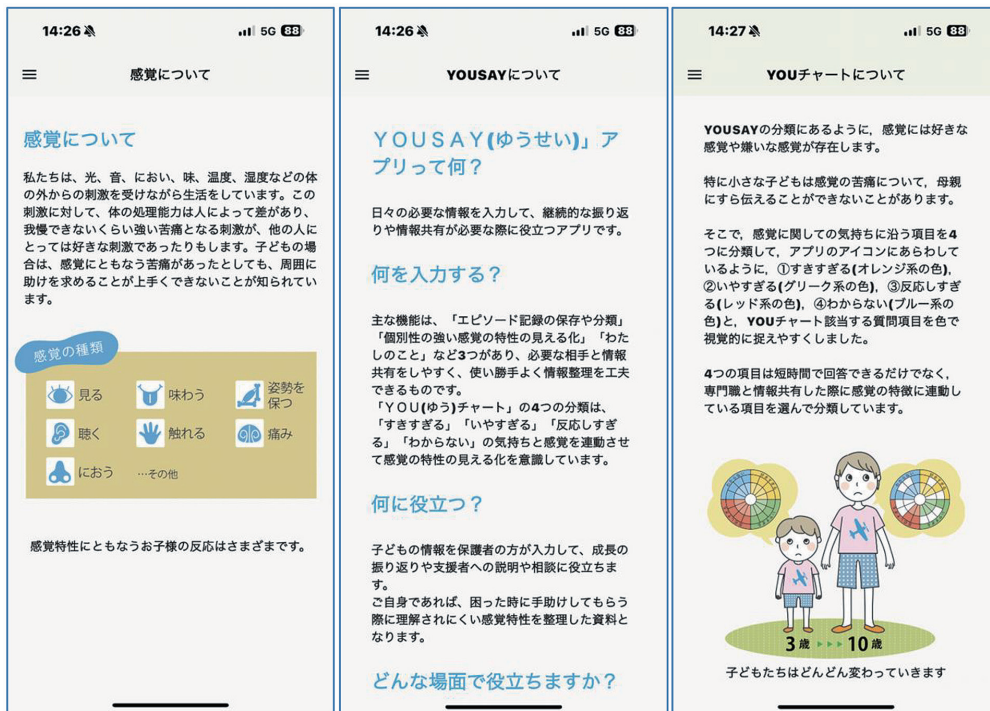 14:26
5G 88
感覚について
感覚について
私たちは、光、音、におい、味、温度、湿度などの体
の外からの刺激を受けながら生活をしています。この
刺激に対して、体の処理能力は人によって差があり、
我慢できないくらい強い苦痛となる刺激が、他の人に
とっては好きな刺激であったりもします。子どもの場
合は、感覚にともなう苦痛があったとしても、周囲に
助けを求めることが上手くできないことが知られてい
ます。
感覚の種類
見る
味わう
姿勢を
保つ
聴く
触れる
痛み
におう
…その他
感覚特性にともなうお子様の反応はさまざまです。
14:26
5G 88
YOUSAYについて
ＹＯＵＳＡＹ(ゆうせい)」ア
プリって何？
日々の必要な情報を入力して、継続的な振り返
りや情報共有が必要な際に役立つアプリです。
何を入力する？
主な機能は、「エピソード記録の保存や分類」
「個別性の強い感覚の特性の見える化」「わた
しのこと」など3つがあり、必要な相手と情報
共有をしやすく、使い勝手よく情報整理を工夫
できるものです。
「ＹＯＵ(ゆう)チャート」の4つの分類は、
「すきすぎる」「いやすぎる」「反応しすぎ
る」「わからない」の気持ちと感覚を連動させ
て感覚の特性の見える化を意識しています。
何に役立つ？
子どもの情報を保護者の方が入力して、成長の
振り返りや支援者への説明や相談に役立ちま
す。
ご自身であれば、困った時に手助けしてもらう
際に理解されにくい感覚特性を整理した資料と
なります。
どんな場面で役立ちますか？
14:27
5G 88
YOUチャートについて
YOUSAYの分類にあるように，感覚には好きな
感覚や嫌いな感覚が存在します。
特に小さな子どもは感覚の苦痛について，母親
にすら伝えることができないことがあります。
そこで，感覚に関しての気持ちに沿う項目を4
つに分類して，アプリのアイコンにあらわして
いるように，①すきすぎる(オレンジ系の色)，
②いやすぎる(グリーク系の色)，③反応しすぎ
る(レッド系の色)，④わからない(ブルー系の
色)と，YOUチャート該当する質問項目を色で
視覚的に捉えやすくしました。
4つの項目は短時間で回答できるだけでなく，
専門職と情報共有した際に感覚の特徴に連動し
ている項目を選んで分類しています。
3歳 ▶▶▶ 10歳
子どもたちはどんどん変わっていきます